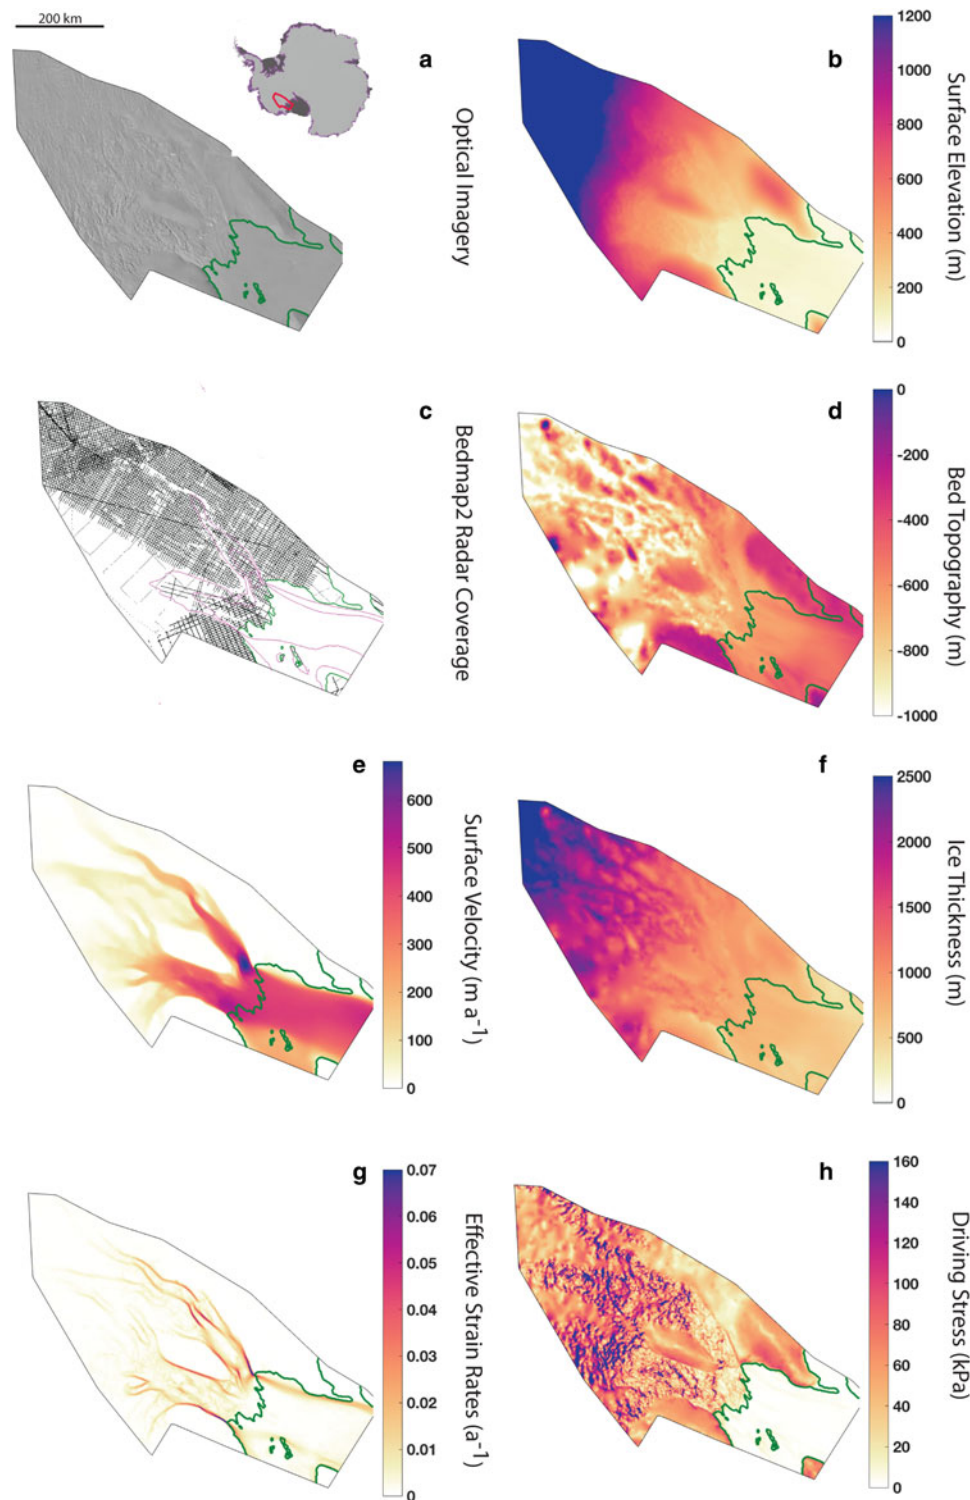 200 km
a
Optical Imagery
b
1200
1000
800
600
400
200
0
Surface Elevation (m)
c
Bedmap2 Radar Coverage
d
0
-200
-400
-600
-800
-1000
Bed Topography (m)
e
600
500
400
300
200
100
0
Surface Velocity (m a⁻¹)
f
2500
2000
1500
1000
500
0
Ice Thickness (m)
g
0.07
0.06
0.05
0.04
0.03
0.02
0.01
0
Effective Strain Rates (a⁻¹)
h
160
140
120
100
80
60
40
20
0
Driving Stress (kPa)